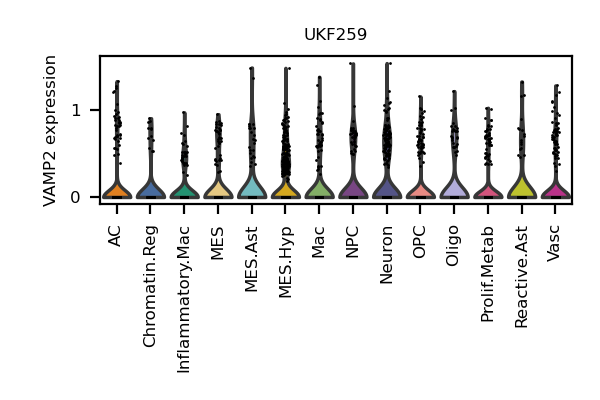 UKF259
VAMP2 expression
1
0
AC
Chromatin.Reg
Inflammatory.Mac
MES
MES.Ast
MES.Hyp
Mac
NPC
Neuron
OPC
Oligo
Prolif.Metab
Reactive.Ast
Vasc